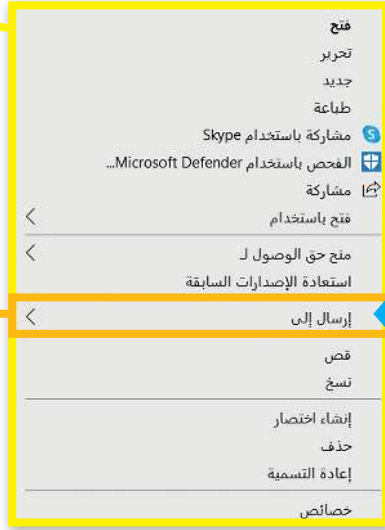 فتح
تحرير
جديد
طباعة
مشاركة باستخدام Skype
الفحص باستخدام Microsoft Defender...
مشاركة
فتح باستخدام
منح حق الوصول لـ
استعادة الإصدارات السابقة
إرسال إلى
قص
نسخ
إنشاء اختصار
حذف
إعادة التسمية
خصائص